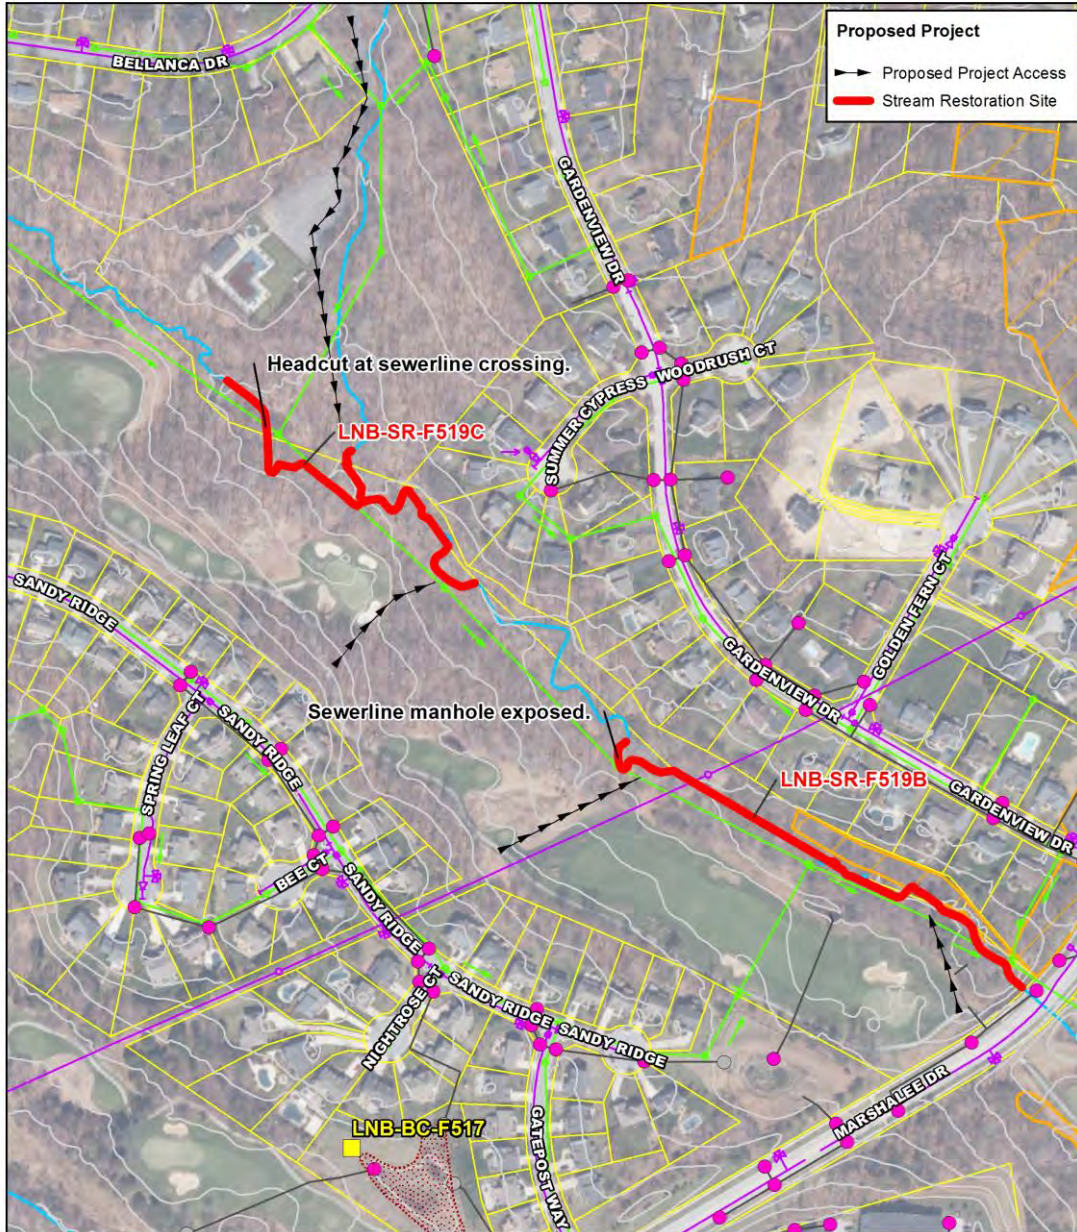 Proposed Project
Proposed Project Access
Stream Restoration Site
BELLANCA DR
GARDENVIEW DR
Headcut at sewerline crossing.
SUMMER CYPRESS WOODRUSH CT
LNB-SR-F519C
SANDY RIDGE
GOLDEN FERN CT
SPRING LEAF CT
SANDY RIDGE
GARDENVIEW DR
Sewerline manhole exposed.
LNB-SR-F519B
GARDENVIEW DR
BEE CT
SANDY RIDGE
NIGHTROSE CT
SANDY RIDGE
SANDY RIDGE
GATEPOST WAY
MARSHALEE DR
LNB-BC-F517